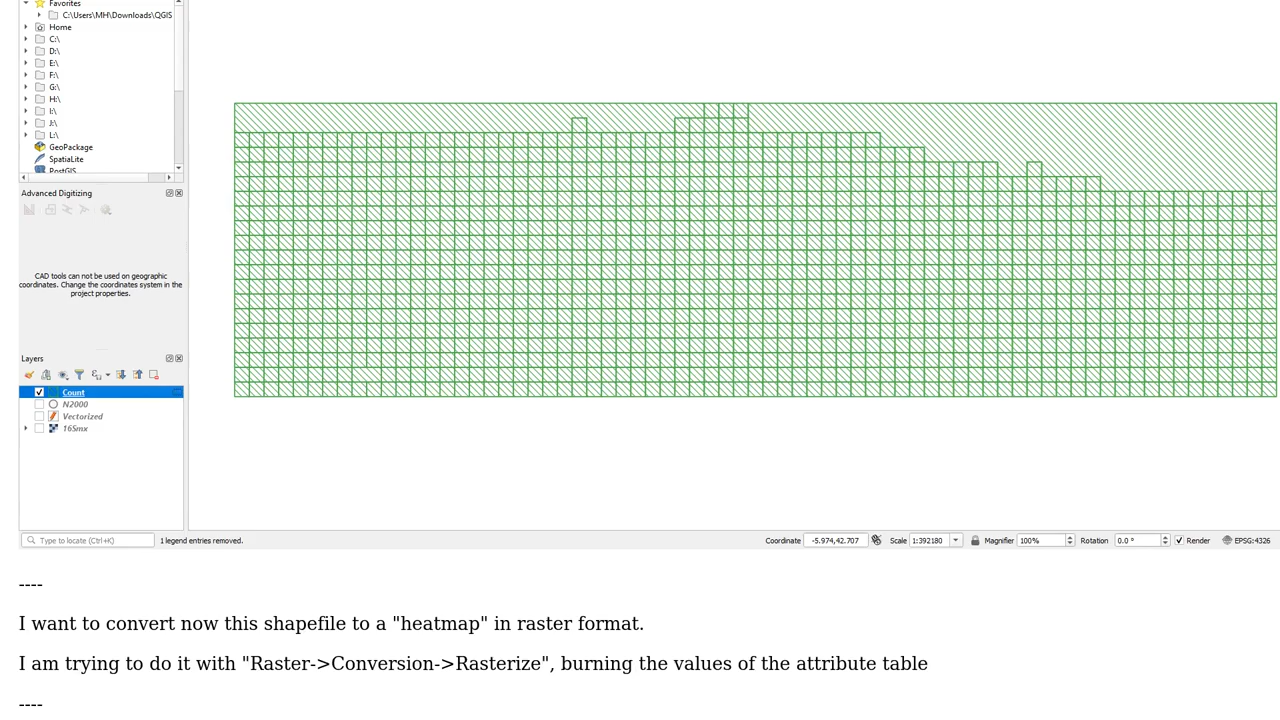 Favorites
C:\Users\MH\Downloads\QGIS
Home
C:\
D:\
E:\
F:\
G:\
H:\
I:\
J:\
L:\
GeoPackage
SpatiaLite
PostGIS
Advanced Digitizing
CAD tools can not be used on geographic
coordinates. Change the coordinates system in the
project properties.
Layers
Count
N2000
Vectorized
165mx
Type to locate (Ctrl+K) 1 legend entries removed. Coordinate -5.974,42.707 Scale 1:392180 Magnifier 100% Rotation 0.0 ° Render EPSG:4326
----
I want to convert now this shapefile to a "heatmap" in raster format.
I am trying to do it with "Raster->Conversion->Rasterize", burning the values of the attribute table
----